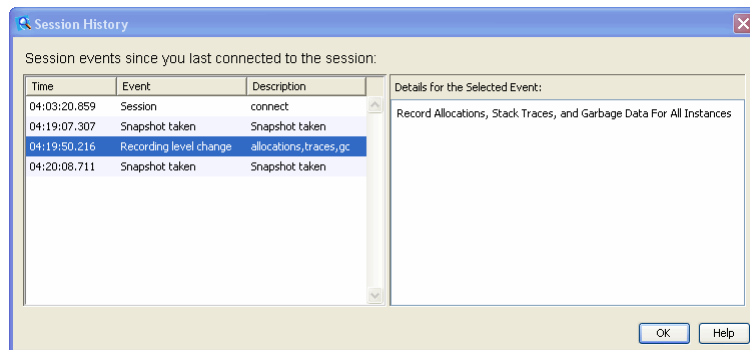 Session History
Session events since you last connected to the session:
Time Event Description
04:03:20.859 Session connect
04:19:07.307 Snapshot taken Snapshot taken
04:19:50.216 Recording level change allocations,traces,gc
04:20:08.711 Snapshot taken Snapshot taken
Details for the Selected Event:
Record Allocations, Stack Traces, and Garbage Data For All Instances
OK Help